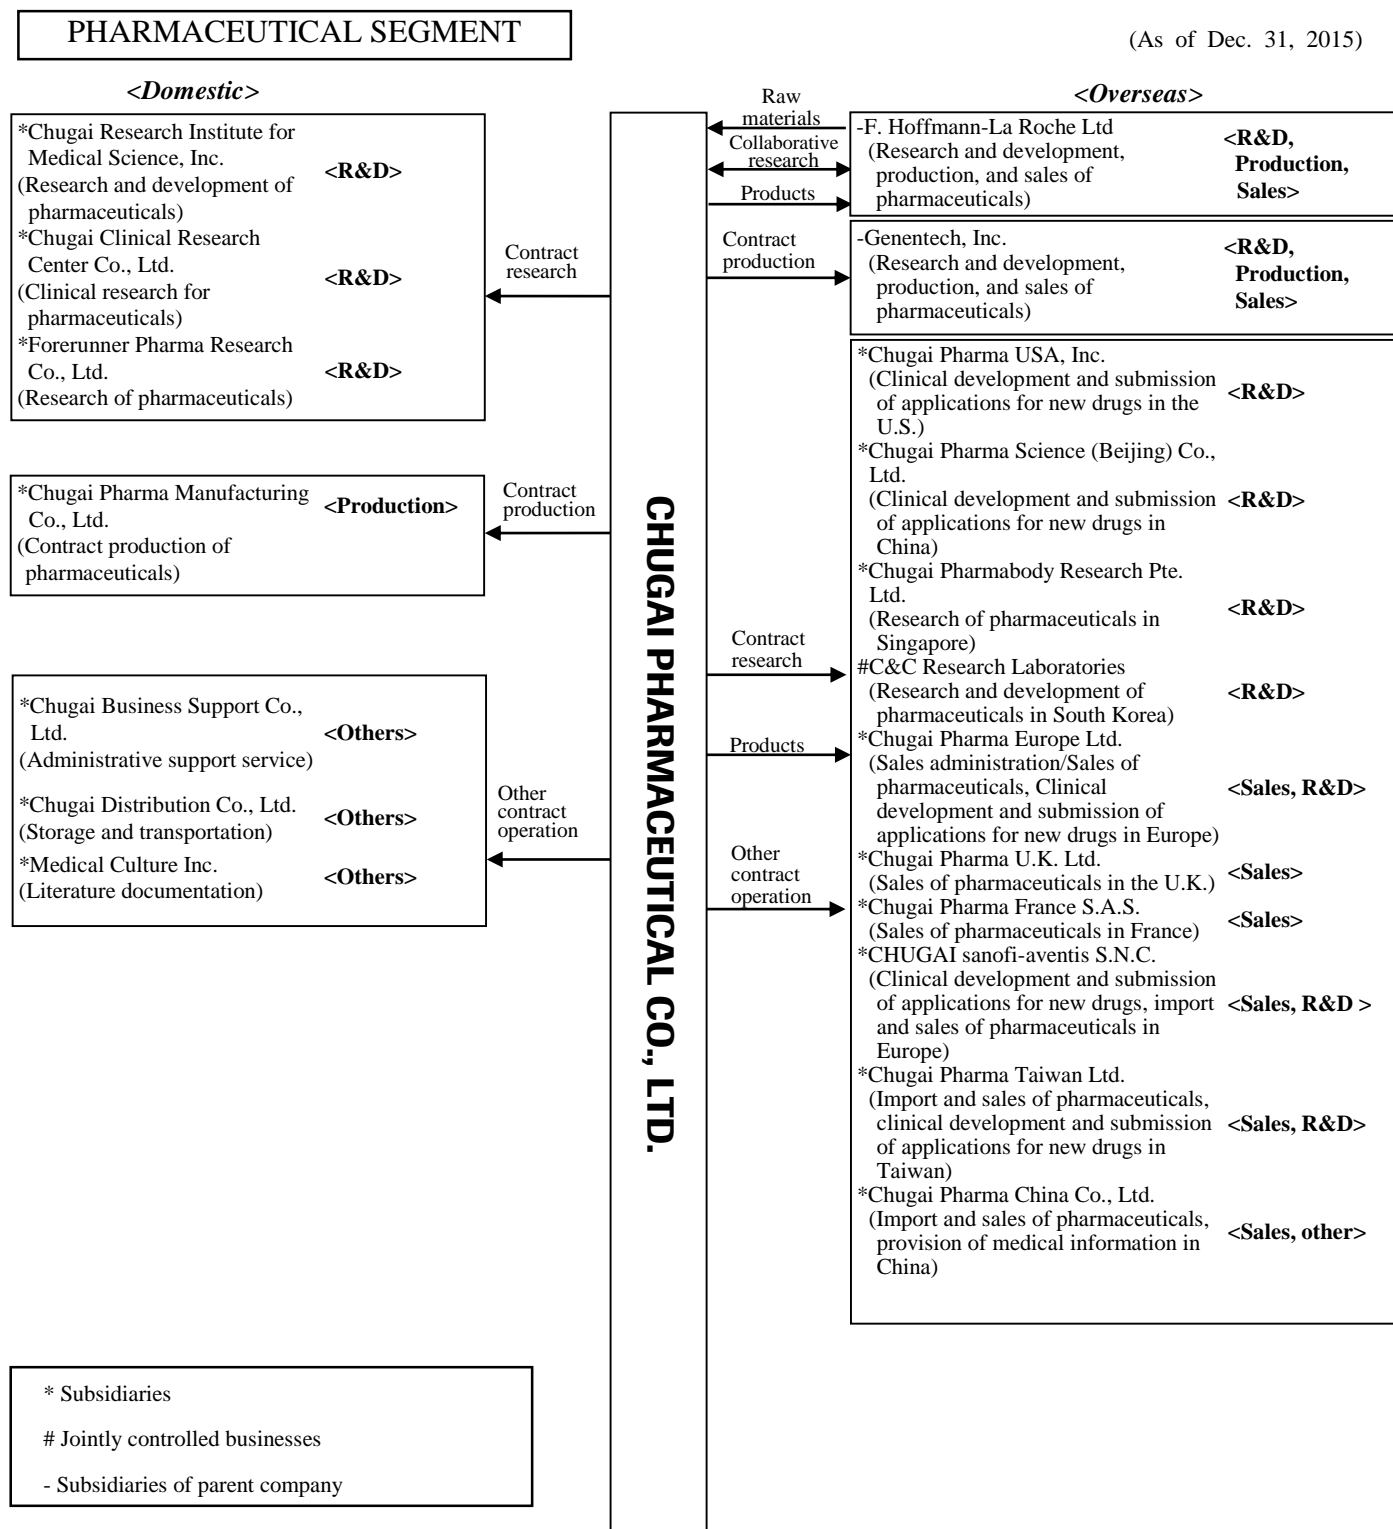 PHARMACEUTICAL SEGMENT
(As of Dec. 31, 2015)
<Domestic>
*Chugai Research Institute for
Medical Science, Inc.
<R&D>
(Research and development of
pharmaceuticals)
*Chugai Clinical Research
Center Co., Ltd.
<R&D>
(Clinical research for
pharmaceuticals)
*Forerunner Pharma Research
Co., Ltd.
<R&D>
(Research of pharmaceuticals)
Contract
research
*Chugai Pharma Manufacturing
Co., Ltd.
<Production>
(Contract production of
pharmaceuticals)
Contract
production
*Chugai Business Support Co.,
Ltd.
<Others>
(Administrative support service)
*Chugai Distribution Co., Ltd.
(Storage and transportation)
<Others>
*Medical Culture Inc.
(Literature documentation)
<Others>
Other
contract
operation
CHUGAI PHARMACEUTICAL CO., LTD.
<Overseas>
Raw
materials
Collaborative
research
Products
-F. Hoffmann-La Roche Ltd
(Research and development,
production, and sales of
pharmaceuticals)
<R&D,
Production,
Sales>
Contract
production
-Genentech, Inc.
(Research and development,
production, and sales of
pharmaceuticals)
<R&D,
Production,
Sales>
*Chugai Pharma USA, Inc.
(Clinical development and submission
of applications for new drugs in the
U.S.)
<R&D>
*Chugai Pharma Science (Beijing) Co.,
Ltd.
(Clinical development and submission
of applications for new drugs in
China)
<R&D>
*Chugai Pharmabody Research Pte.
Ltd.
(Research of pharmaceuticals in
Singapore)
<R&D>
Contract
research
#C&C Research Laboratories
(Research and development of
pharmaceuticals in South Korea)
<R&D>
Products
*Chugai Pharma Europe Ltd.
(Sales administration/Sales of
pharmaceuticals, Clinical
development and submission of
applications for new drugs in Europe)
<Sales, R&D>
Other
contract
operation
*Chugai Pharma U.K. Ltd.
(Sales of pharmaceuticals in the U.K.)
<Sales>
*Chugai Pharma France S.A.S.
(Sales of pharmaceuticals in France)
<Sales>
*CHUGAI sanofi-aventis S.N.C.
(Clinical development and submission
of applications for new drugs, import
and sales of pharmaceuticals in
Europe)
<Sales, R&D >
*Chugai Pharma Taiwan Ltd.
(Import and sales of pharmaceuticals,
clinical development and submission
of applications for new drugs in
Taiwan)
<Sales, R&D>
*Chugai Pharma China Co., Ltd.
(Import and sales of pharmaceuticals,
provision of medical information in
China)
<Sales, other>
* Subsidiaries
# Jointly controlled businesses
- Subsidiaries of parent company